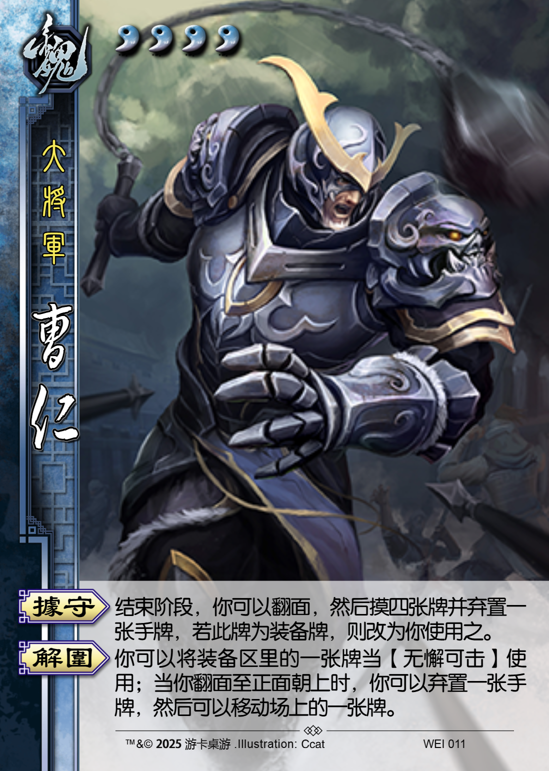 魏
大將軍
曹仁
據守
结束阶段，你可以翻面，然后摸四张牌并弃置一
张手牌，若此牌为装备牌，则改为你使用之。
解圍
你可以将装备区里的一张牌当【无懈可击】使
用；当你翻面至正面朝上时，你可以弃置一张手
牌，然后可以移动场上的一张牌。
™&© 2025 游卡桌游 .Illustration: Ccat
WEI 011